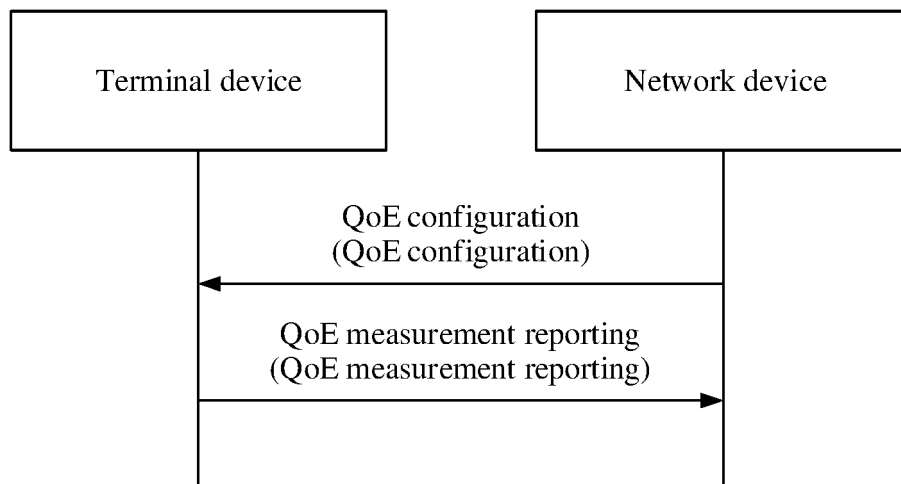 Terminal device
Network device
QoE configuration
(QoE configuration)
QoE measurement reporting
(QoE measurement reporting)